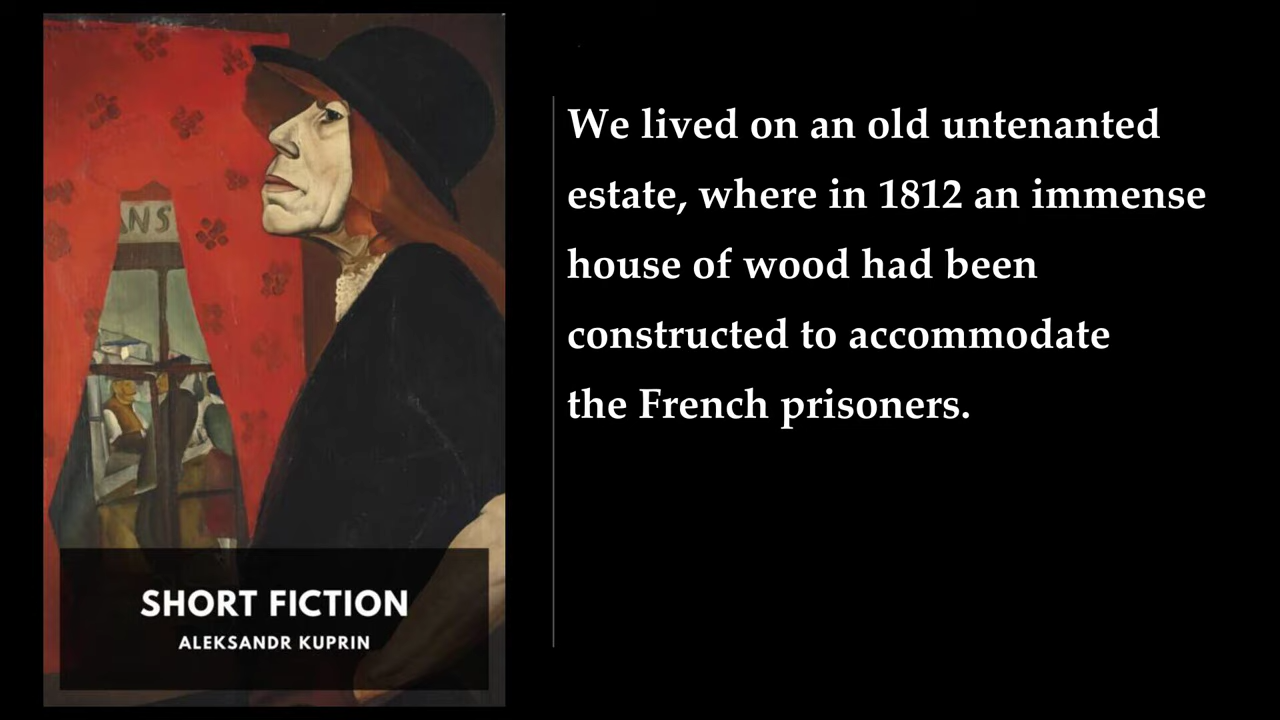 ANS
SHORT FICTION
ALEKSANDR KUPRIN
We lived on an old untenanted
estate, where in 1812 an immense
house of wood had been
constructed to accommodate
the French prisoners.